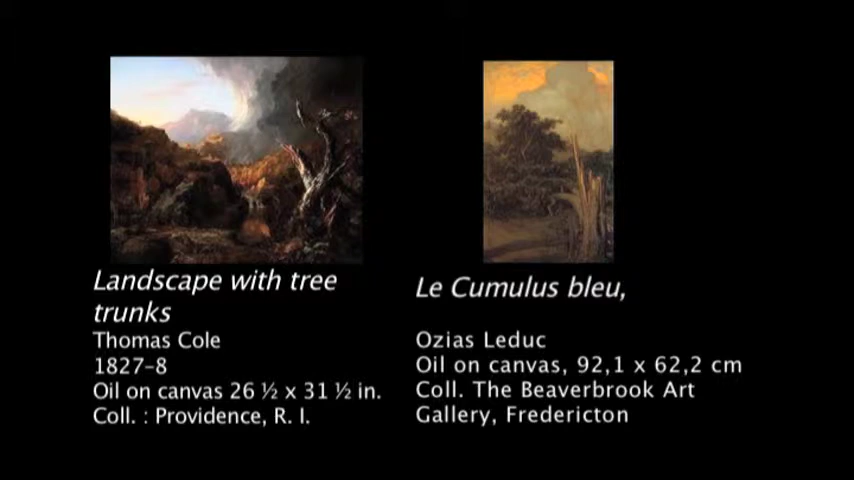 Landscape with tree
trunks
Thomas Cole
1827–8
Oil on canvas 26 ½ x 31 ½ in.
Coll. : Providence, R. I.
Le Cumulus bleu,
Ozias Leduc
Oil on canvas, 92,1 x 62,2 cm
Coll. The Beaverbrook Art
Gallery, Fredericton